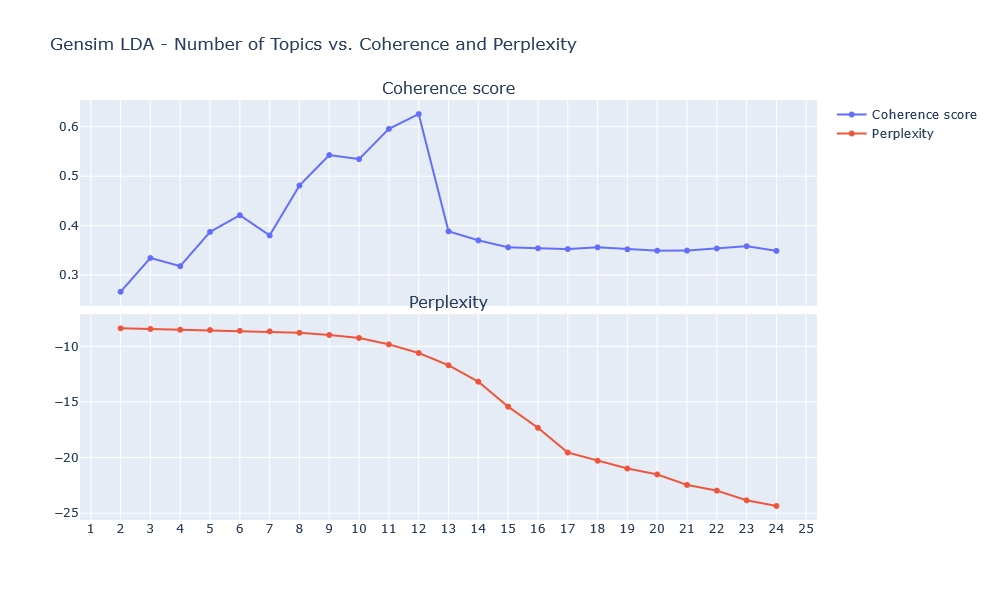 Gensim LDA - Number of Topics vs. Coherence and Perplexity
Coherence score
Coherence score
Perplexity
0.6
0.5
0.4
0.3
Perplexity
−10
−15
−20
−25
1 2 3 4 5 6 7 8 9 10 11 12 13 14 15 16 17 18 19 20 21 22 23 24 25